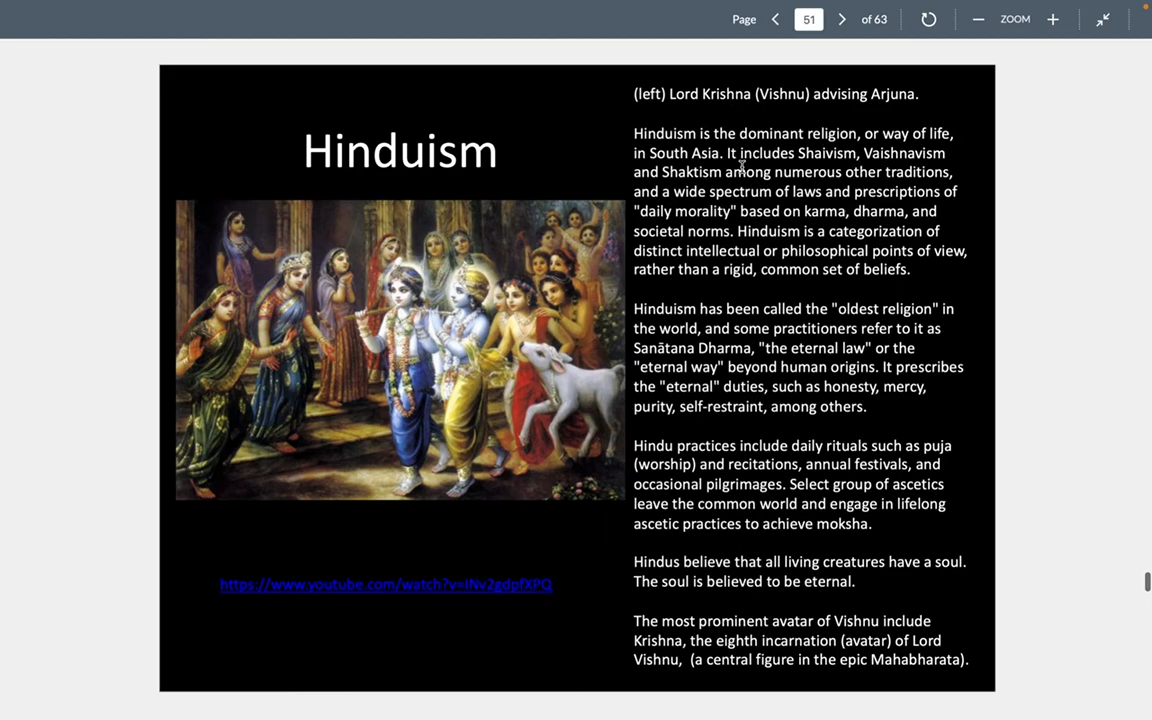 Page 51 of 63 ZOOM
Hinduism
https://www.youtube.com/watch?v=INv2gdpfXPQ
(left) Lord Krishna (Vishnu) advising Arjuna.
Hinduism is the dominant religion, or way of life,
in South Asia. It includes Shaivism, Vaishnavism
and Shaktism among numerous other traditions,
and a wide spectrum of laws and prescriptions of
"daily morality" based on karma, dharma, and
societal norms. Hinduism is a categorization of
distinct intellectual or philosophical points of view,
rather than a rigid, common set of beliefs.
Hinduism has been called the "oldest religion" in
the world, and some practitioners refer to it as
Sanātana Dharma, "the eternal law" or the
"eternal way" beyond human origins. It prescribes
the "eternal" duties, such as honesty, mercy,
purity, self-restraint, among others.
Hindu practices include daily rituals such as puja
(worship) and recitations, annual festivals, and
occasional pilgrimages. Select group of ascetics
leave the common world and engage in lifelong
ascetic practices to achieve moksha.
Hindus believe that all living creatures have a soul.
The soul is believed to be eternal.
The most prominent avatar of Vishnu include
Krishna, the eighth incarnation (avatar) of Lord
Vishnu, (a central figure in the epic Mahabharata).